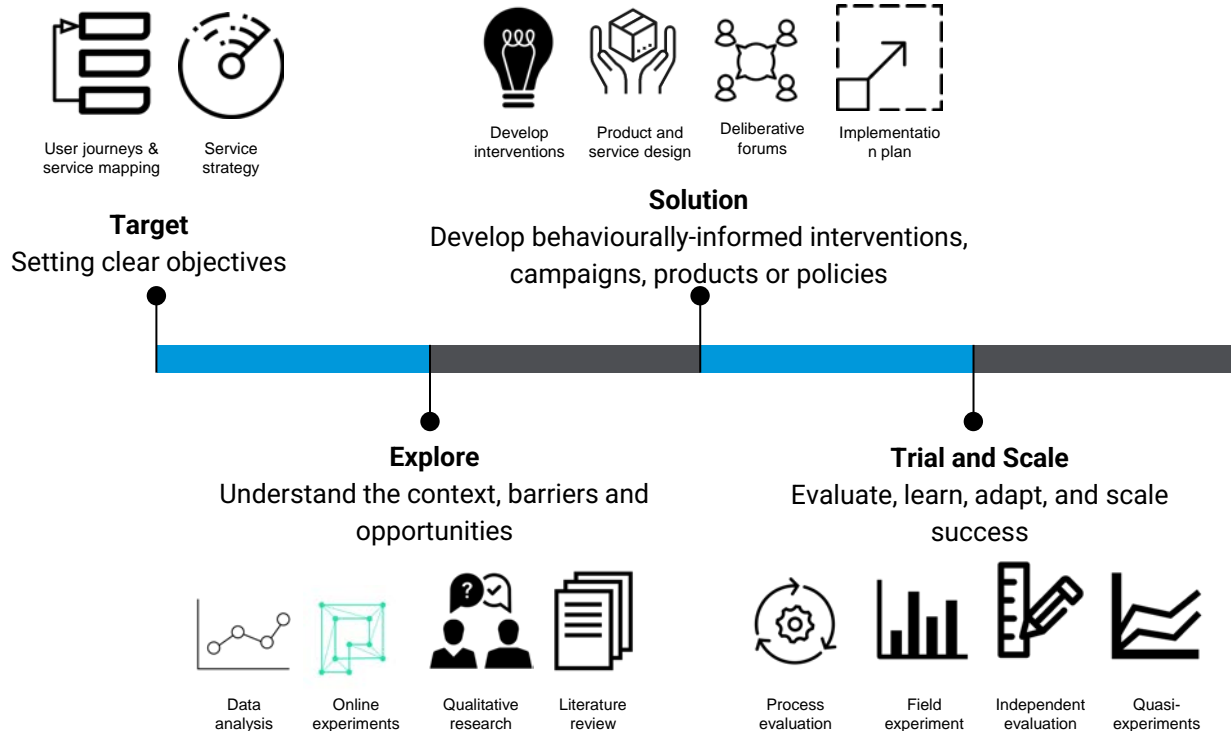 User journeys &
service mapping
Service
strategy
Develop
interventions
Product and
service design
Deliberative
forums
Implementatio
n plan
Target
Setting clear objectives
Solution
Develop behaviourally-informed interventions,
campaigns, products or policies
Explore
Understand the context, barriers and
opportunities
Trial and Scale
Evaluate, learn, adapt, and scale
success
?
Data
analysis
Online
experiments
Qualitative
research
Literature
review
Process
evaluation
Field
experiment
Independent
evaluation
Quasi-
experiments